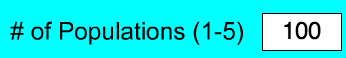 # of Populations (1-5) 100